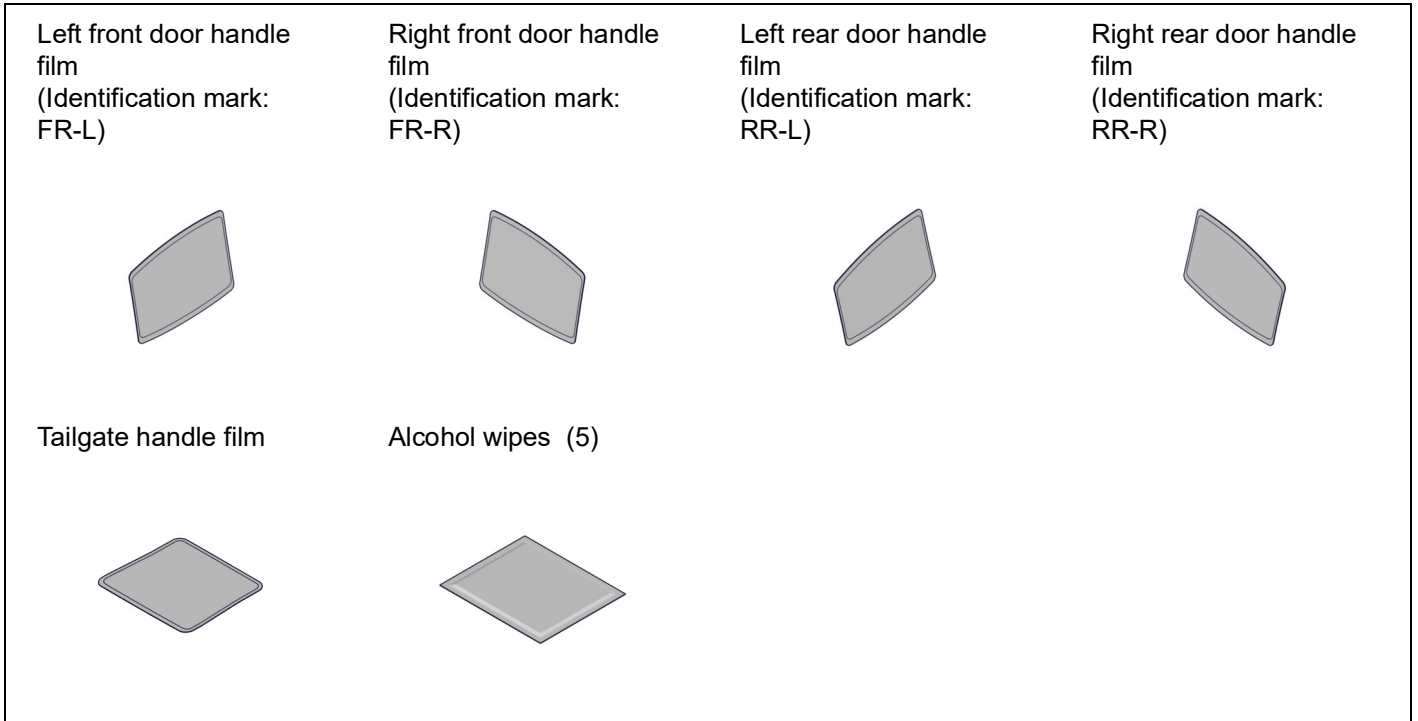 Left front door handle
film
(Identification mark:
FR-L)
Right front door handle
film
(Identification mark:
FR-R)
Left rear door handle
film
(Identification mark:
RR-L)
Right rear door handle
film
(Identification mark:
RR-R)
Tailgate handle film
Alcohol wipes  (5)